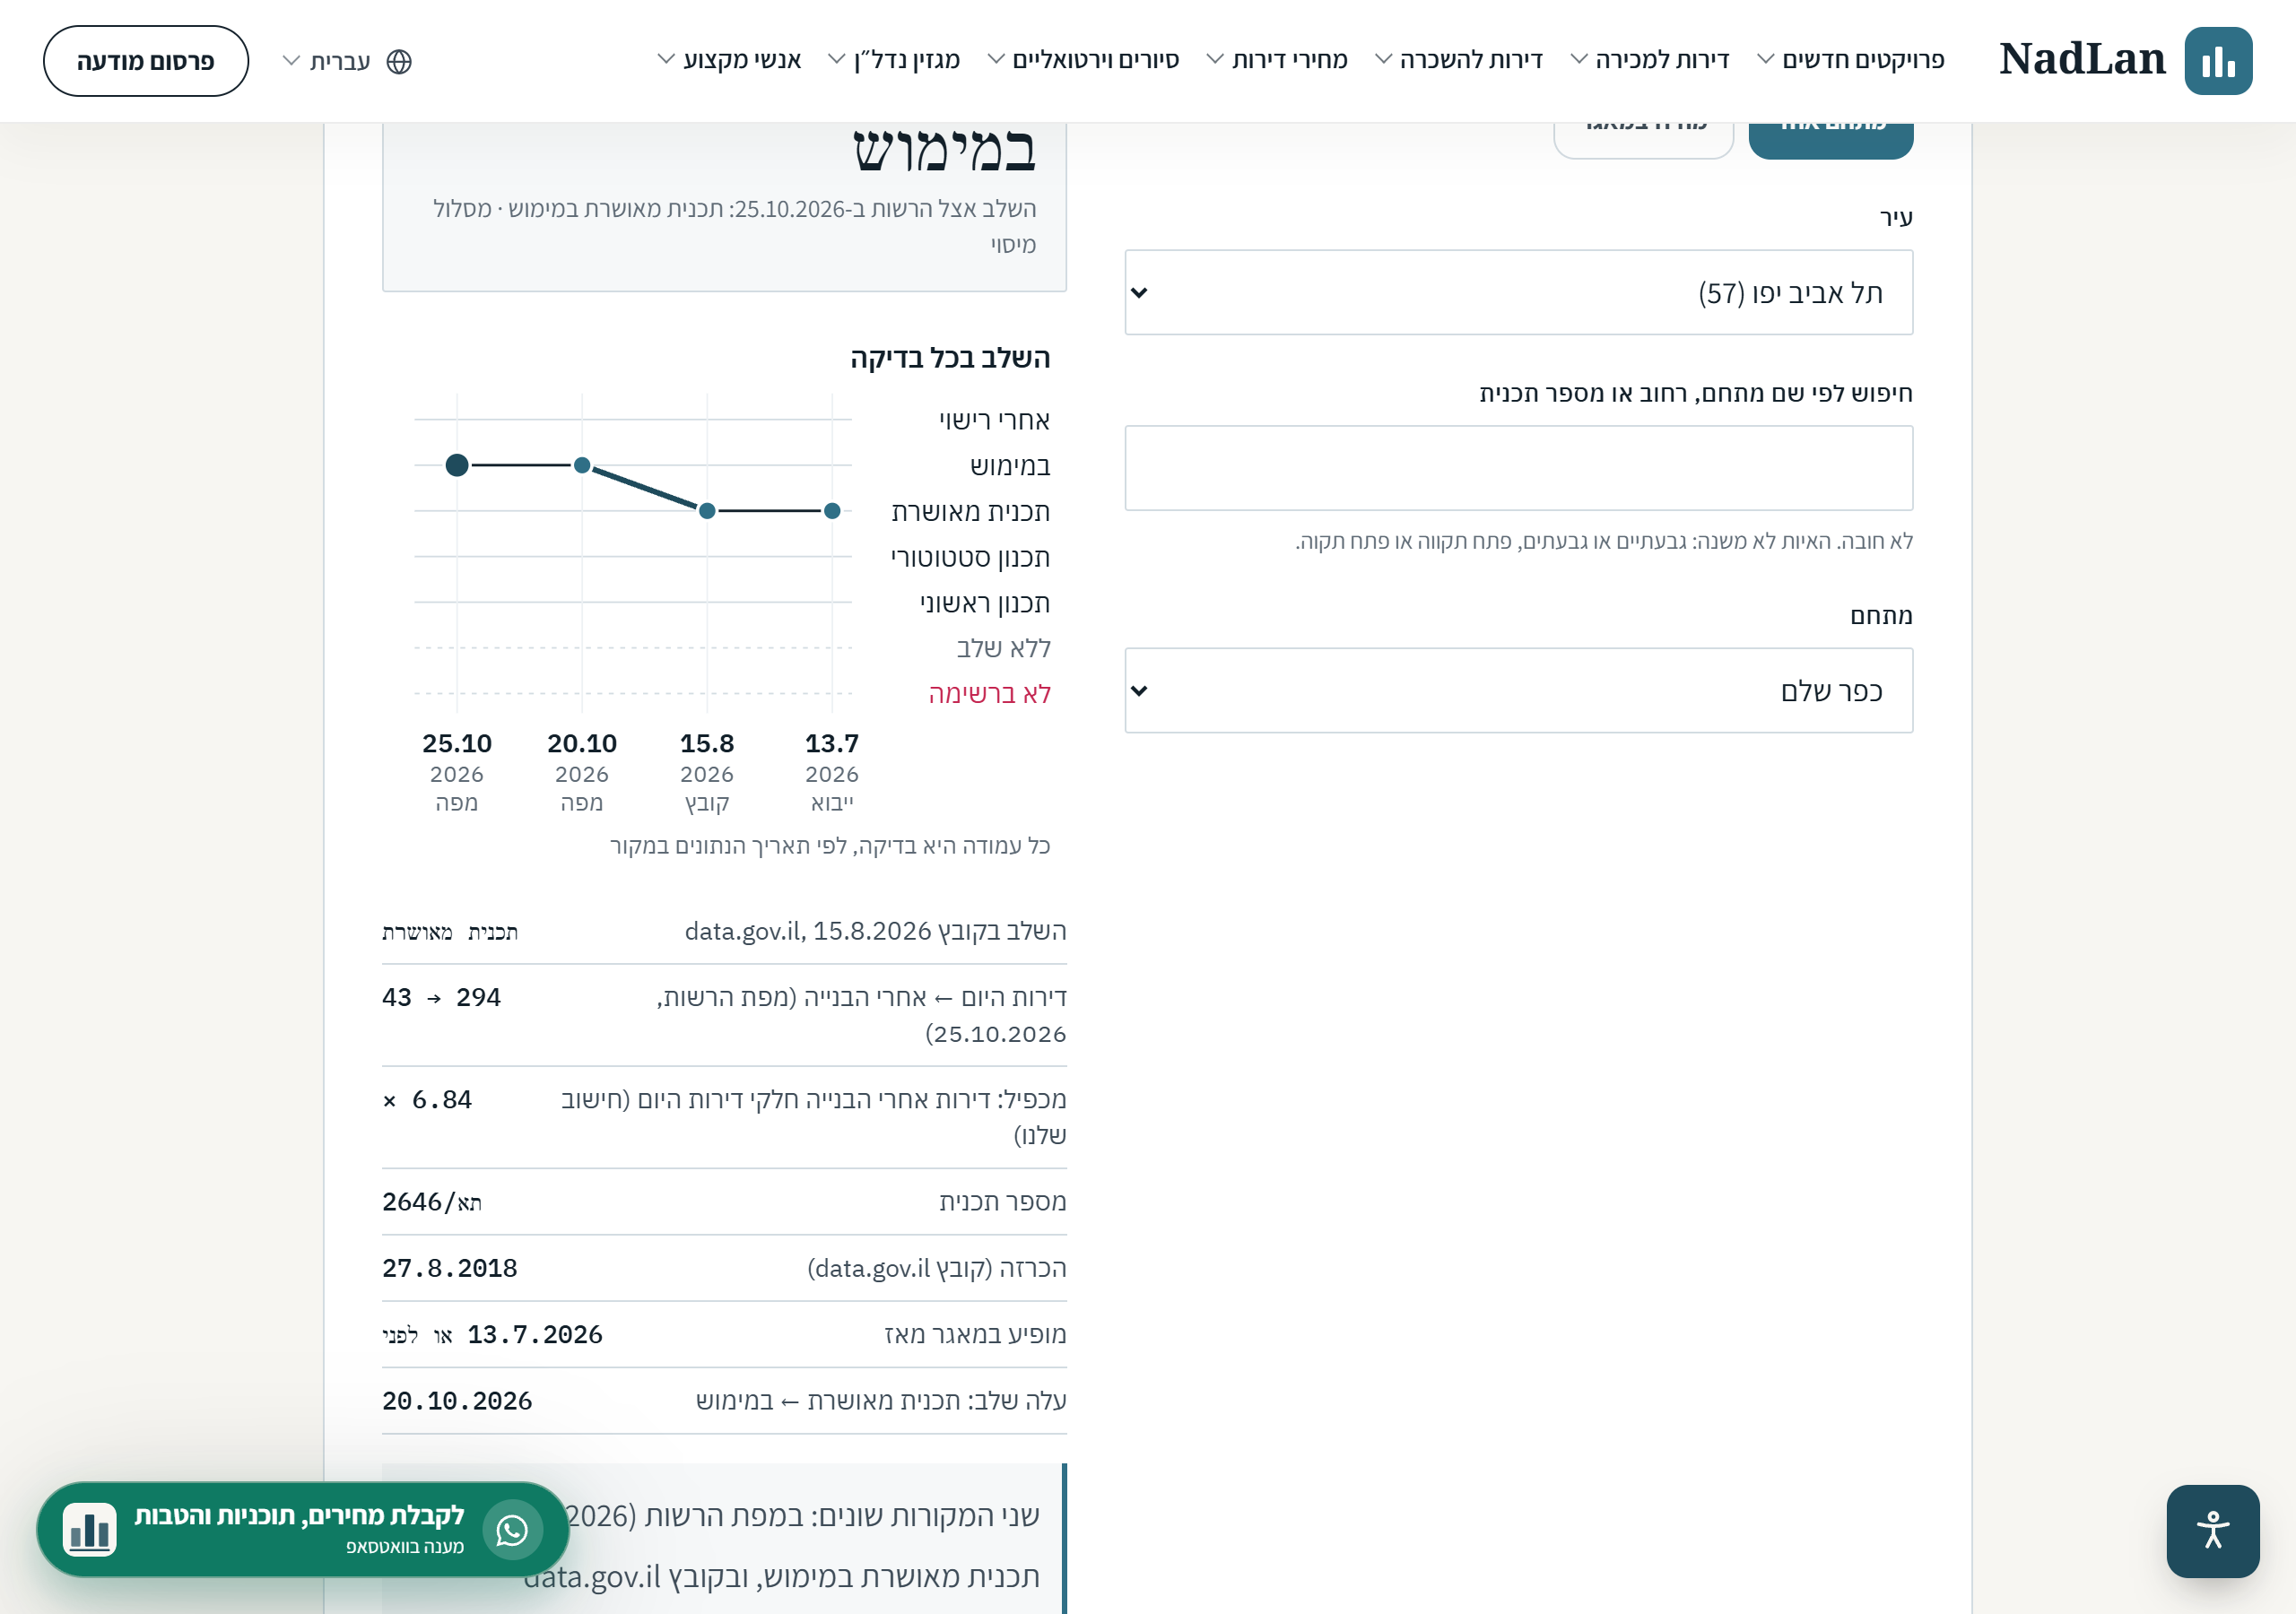 NadLan
פרויקטים חדשים
דירות למכירה
דירות להשכרה
מחירי דירות
סיורים וירטואליים
מגזין נדל״ן
אנשי מקצוע
עברית
פרסום מודעה
עיר
תל אביב יפו (57)
חיפוש לפי שם מתחם, רחוב או מספר תכנית
לא חובה. האיות לא משנה: גבעתיים או גבעתים, פתח תקווה או פתח תקוה.
מתחם
כפר שלם
במימוש
השלב אצל הרשות ב-25.10.2026: תכנית מאושרת במימוש · מסלול
מיסוי
השלב בכל בדיקה
אחרי רישוי
במימוש
תכנית מאושרת
תכנון סטטוטורי
תכנון ראשוני
ללא שלב
לא ברשימה
13.7 15.8 20.10 25.10
2026 2026 2026 2026
ייבוא קובץ מפה מפה
כל עמודה היא בדיקה, לפי תאריך הנתונים במקור
השלב בקובץ data.gov.il, 15.8.2026
תכנית מאושרת
דירות היום ← אחרי הבנייה (מפת הרשות,
25.10.2026)
43 → 294
מכפיל: דירות אחרי הבנייה חלקי דירות היום (חישוב
שלנו)
× 6.84
מספר תכנית
תא/2646
הכרזה (קובץ data.gov.il)
27.8.2018
מופיע במאגר מאז
13.7.2026 או לפני
עלה שלב: תכנית מאושרת ← במימוש
20.10.2026
שני המקורות שונים: במפת הרשות (2026
תכנית מאושרת במימוש, ובקובץ data.gov.il
לקבלת מחירים, תוכניות והטבות
מענה בוואטסאפ